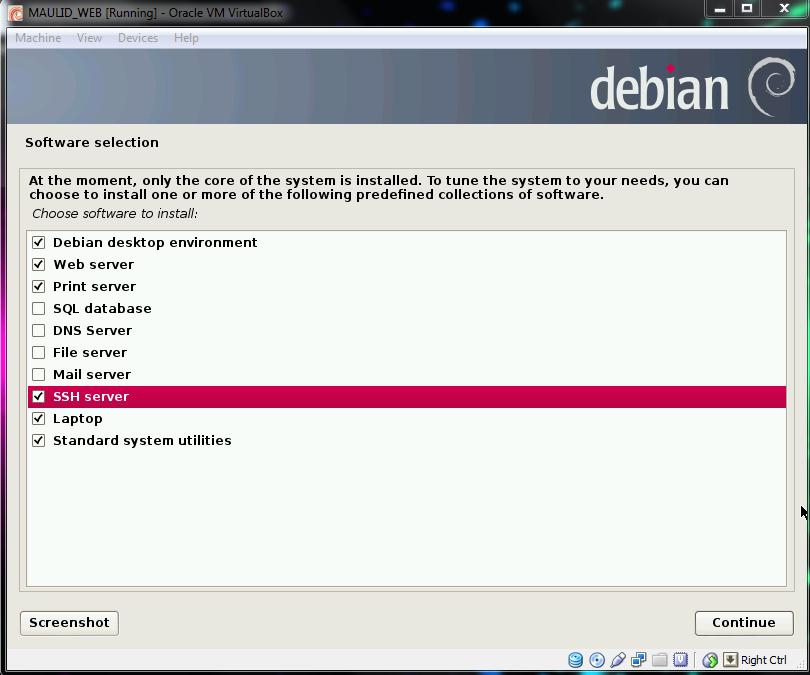 MAULID_WEB [Running] - Oracle VM VirtualBox
Machine View Devices Help
debian
Software selection
At the moment, only the core of the system is installed. To tune the system to your needs, you can
choose to install one or more of the following predefined collections of software.
Choose software to install:
Debian desktop environment
Web server
Print server
SQL database
DNS Server
File server
Mail server
SSH server
Laptop
Standard system utilities
Screenshot
Continue
Right Ctrl